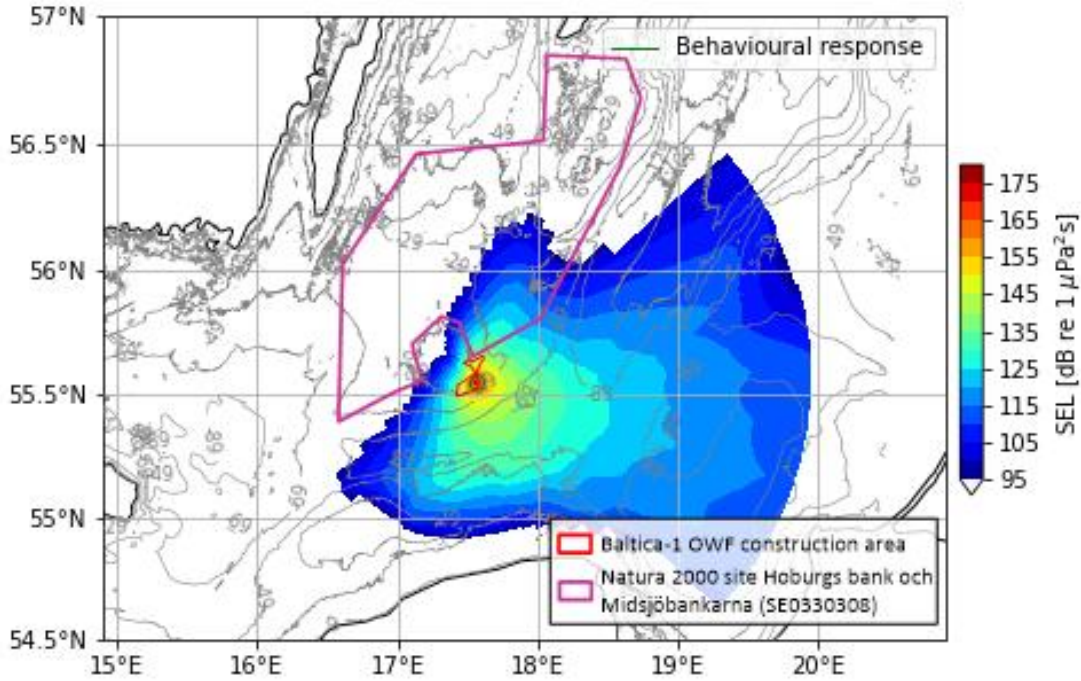 57°N
Behavioural response
56.5°N
56°N
55.5°N
55°N
54.5°N
15°E
16°E
17°E
18°E
19°E
20°E
Baltica-1 OWF construction area
Natura 2000 site Hoburgs bank och
Midsjöbankarna (SE0330308)
175
165
155
145
135
125
115
105
95
SEL [dB re 1 µPa² s]